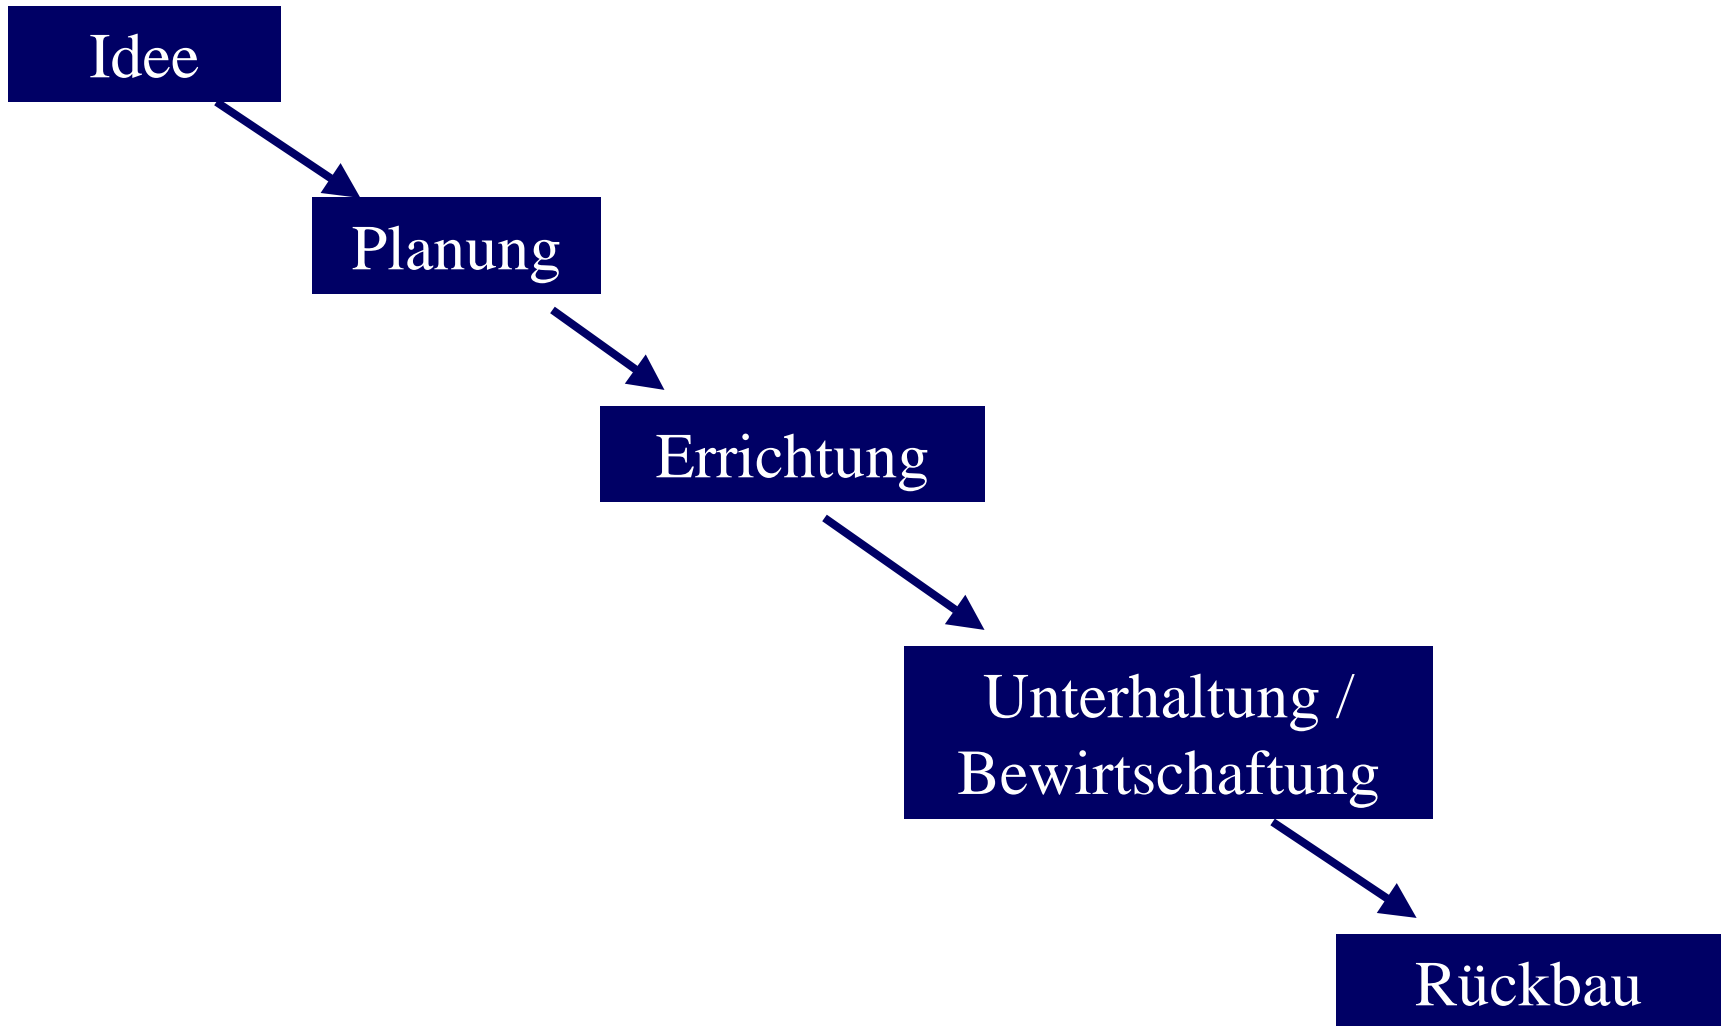 Idee
Planung
Errichtung
Unterhaltung /
Bewirtschaftung
Rückbau